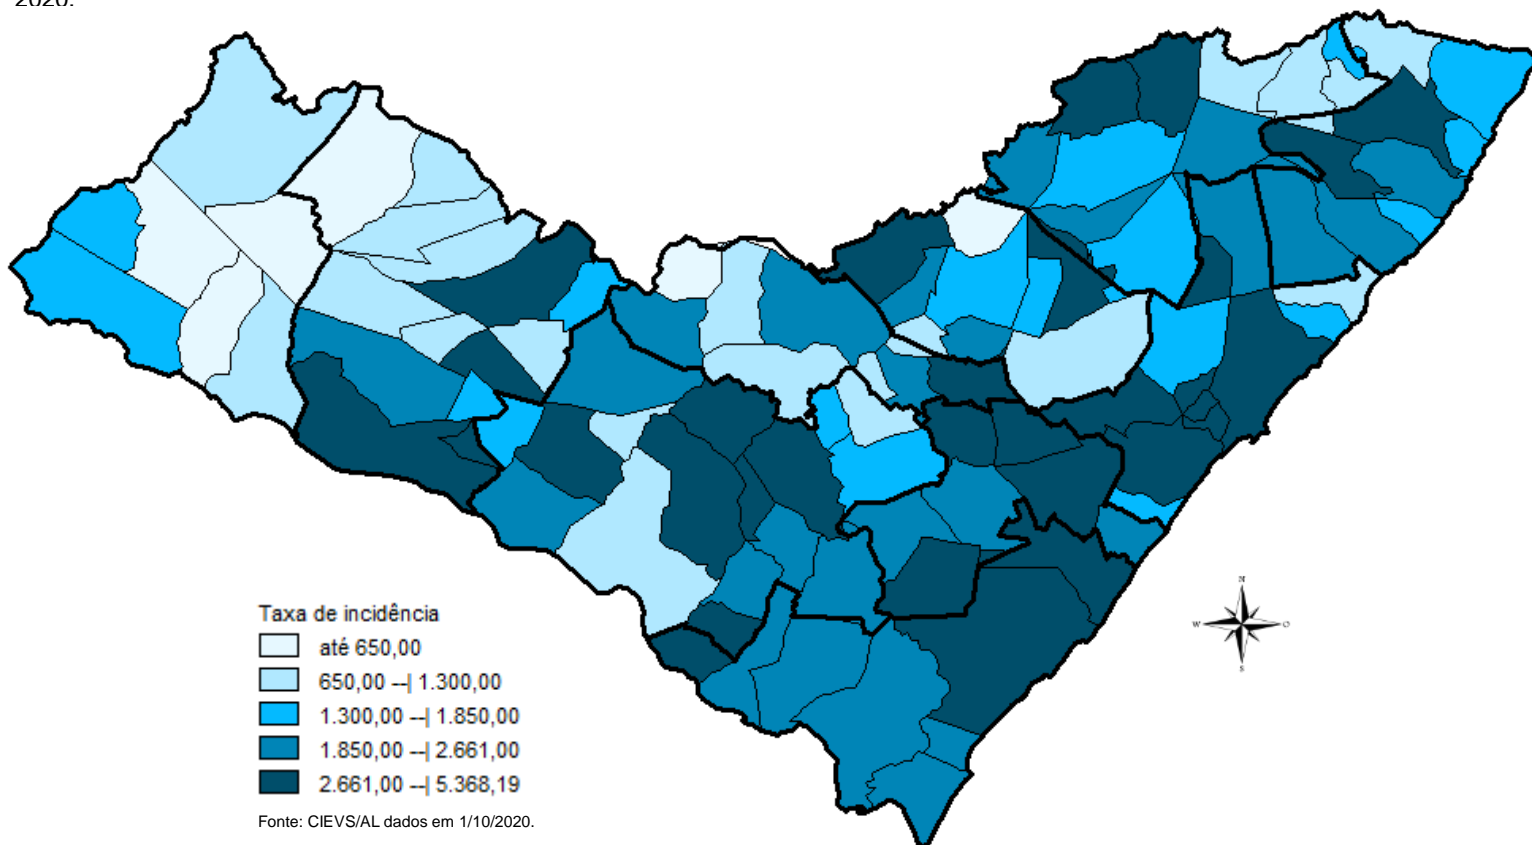 2020.
Taxa de incidência
até 650,00
650,00 --| 1.300,00
1.300,00 --| 1.850,00
1.850,00 --| 2.661,00
2.661,00 --| 5.368,19
Fonte: CIEVS/AL dados em 1/10/2020.
N
W
O
S